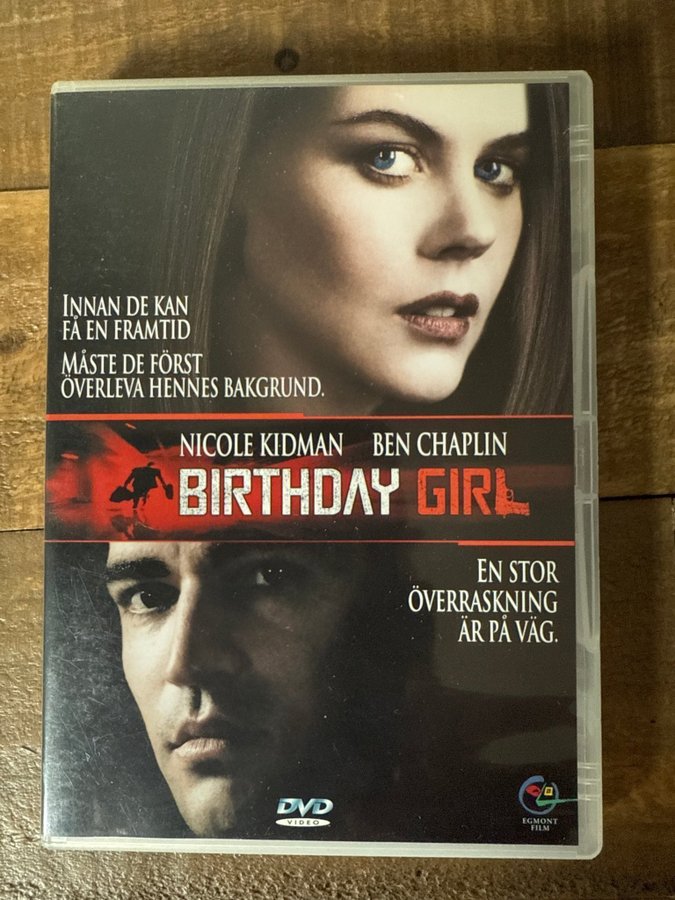 INNAN DE KAN
FÅ EN FRAMTID
MÅSTE DE FÖRST
ÖVERLEVA HENNES BAKGRUND.
NICOLE KIDMAN BEN CHAPLIN
BIRTHDAY GIRL
EN STOR
ÖVERRASKNING
ÄR PÅ VÄG.
DVD
VIDEO
EGMONT
FILM